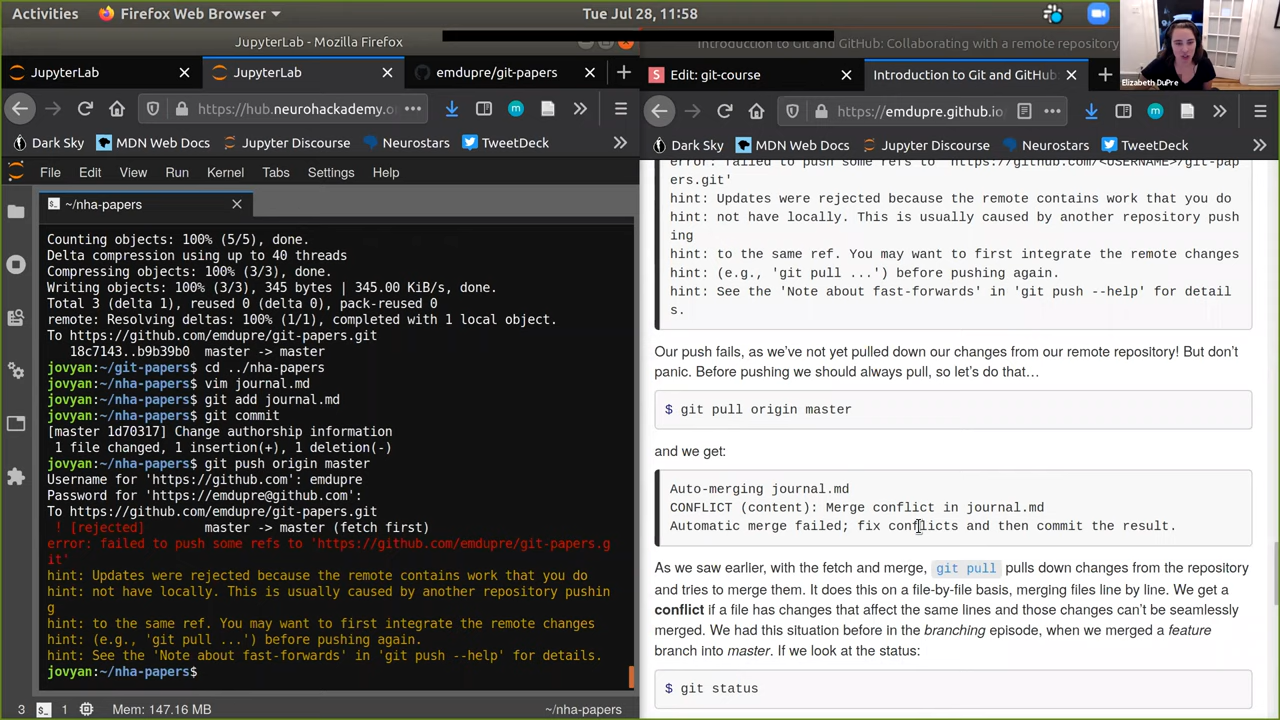 Activities
Firefox Web Browser
Tue Jul 28, 11:58
JupyterLab - Mozilla Firefox
Introduction to Git and GitHub: Collaborating with a remote repository
Elizabeth DuPre
JupyterLab
JupyterLab
emdupre/git-papers
https://hub.neurohackademy.o
Dark Sky
MDN Web Docs
Jupyter Discourse
Neurostars
TweetDeck
File Edit View Run Kernel Tabs Settings Help
~/nha-papers
Counting objects: 100% (5/5), done.
Delta compression using up to 40 threads
Compressing objects: 100% (3/3), done.
Writing objects: 100% (3/3), 345 bytes | 345.00 KiB/s, done.
Total 3 (delta 1), reused 0 (delta 0), pack-reused 0
remote: Resolving deltas: 100% (1/1), completed with 1 local object.
To https://github.com/emdupre/git-papers.git
18c7143..b9b39b0 master -> master
jovyan:~/git-papers$ cd ../nha-papers
jovyan:~/nha-papers$ vim journal.md
jovyan:~/nha-papers$ git add journal.md
jovyan:~/nha-papers$ git commit
[master 1d70317] Change authorship information
1 file changed, 1 insertion(+), 1 deletion(-)
jovyan:~/nha-papers$ git push origin master
Username for 'https://github.com': emdupre
Password for 'https://emdupre@github.com':
To https://github.com/emdupre/git-papers.git
! [rejected] master -> master (fetch first)
error: failed to push some refs to 'https://github.com/emdupre/git-papers.g
it'
hint: Updates were rejected because the remote contains work that you do
hint: not have locally. This is usually caused by another repository pushin
g
hint: to the same ref. You may want to first integrate the remote changes
hint: (e.g., 'git pull ...') before pushing again.
hint: See the 'Note about fast-forwards' in 'git push --help' for details.
jovyan:~/nha-papers$
3
1
Mem: 147.16 MB
~/nha-papers
Edit: git-course
Introduction to Git and GitHub:
https://emdupre.github.io
Dark Sky
MDN Web Docs
Jupyter Discourse
Neurostars
TweetDeck
error: failed to push some refs to 'https://github.com/<USERNAME>/git-pap
ers.git'
hint: Updates were rejected because the remote contains work that you do
hint: not have locally. This is usually caused by another repository push
ing
hint: to the same ref. You may want to first integrate the remote changes
hint: (e.g., 'git pull ...') before pushing again.
hint: See the 'Note about fast-forwards' in 'git push --help' for detail
s.
Our push fails, as we've not yet pulled down our changes from our remote repository! But don't
panic. Before pushing we should always pull, so let's do that…
$ git pull origin master
and we get:
Auto-merging journal.md
CONFLICT (content): Merge conflict in journal.md
Automatic merge failed; fix conflicts and then commit the result.
As we saw earlier, with the fetch and merge, git pull pulls down changes from the repository
and tries to merge them. It does this on a file-by-file basis, merging files line by line. We get a
conflict if a file has changes that affect the same lines and those changes can't be seamlessly
merged. We had this situation before in the branching episode, when we merged a feature
branch into master. If we look at the status:
$ git status